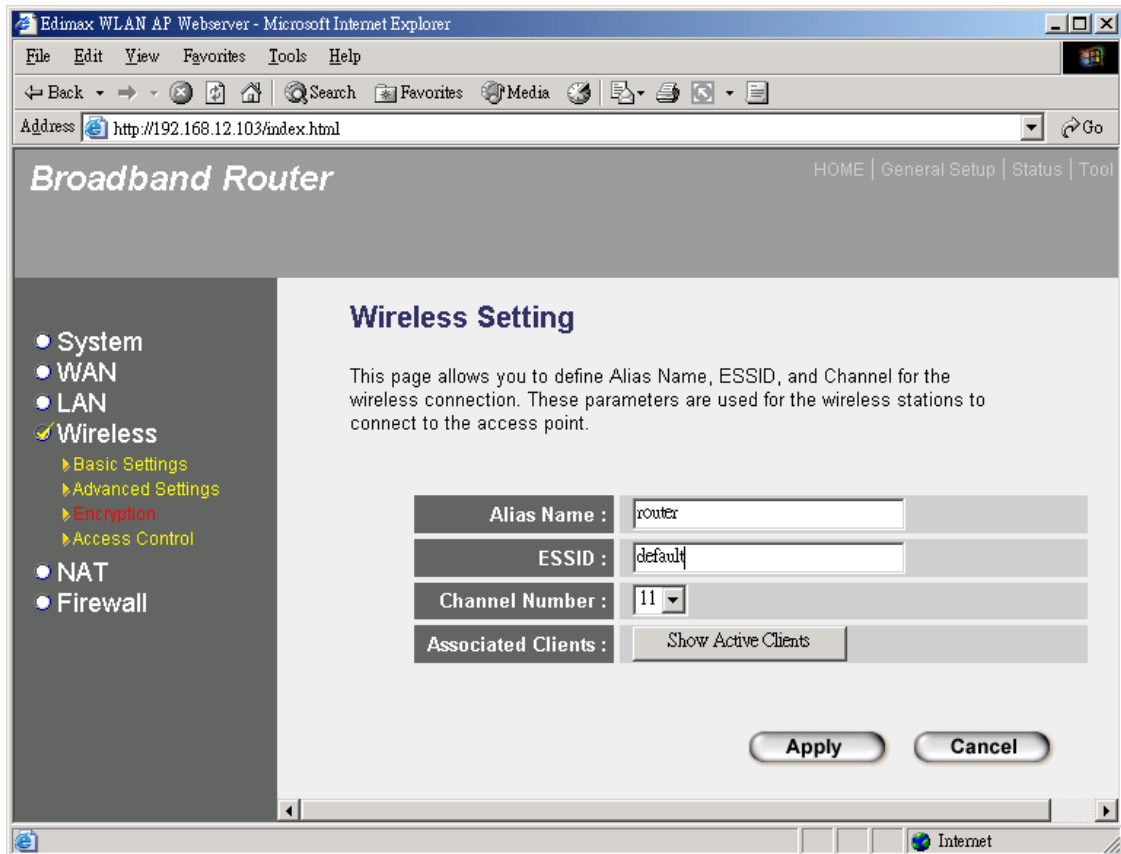 Edimax WLAN AP Webserver - Microsoft Internet Explorer
File Edit View Favorites Tools Help
Back Search Favorites Media
Address http://192.168.12.103/index.html Go
Broadband Router
HOME | General Setup | Status | Tool
System
WAN
LAN
Wireless
Basic Settings
Advanced Settings
Encryption
Access Control
NAT
Firewall
Wireless Setting
This page allows you to define Alias Name, ESSID, and Channel for the
wireless connection. These parameters are used for the wireless stations to
connect to the access point.
Alias Name : router
ESSID : default
Channel Number : 11
Associated Clients : Show Active Clients
Apply Cancel
Internet